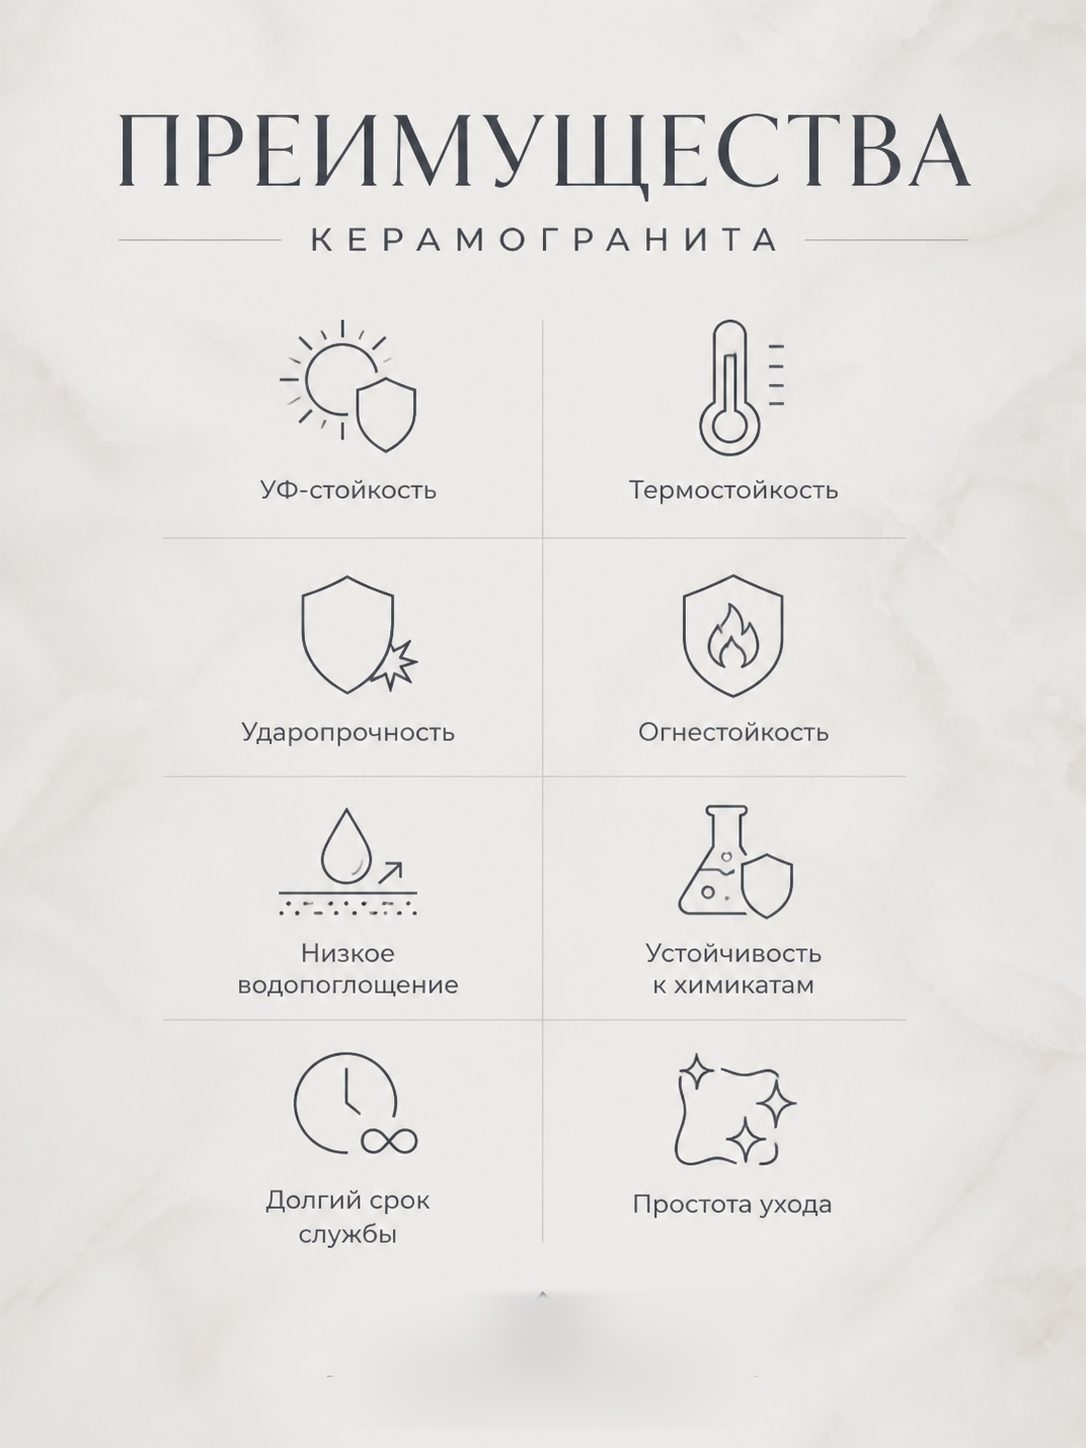 ПРЕИМУЩЕСТВА
КЕРАМОГРАНИТА
УФ-стойкость
Термостойкость
Ударопрочность
Огнестойкость
Низкое
водопоглощение
Устойчивость
к химикатам
Долгий срок
службы
Простота ухода